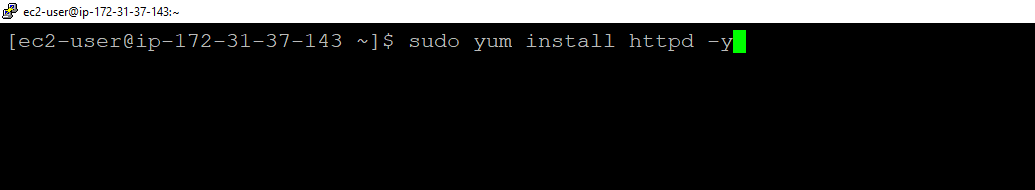 ec2-user@ip-172-31-37-143:~
[ec2-user@ip-172-31-37-143 ~]$ sudo yum install httpd -y